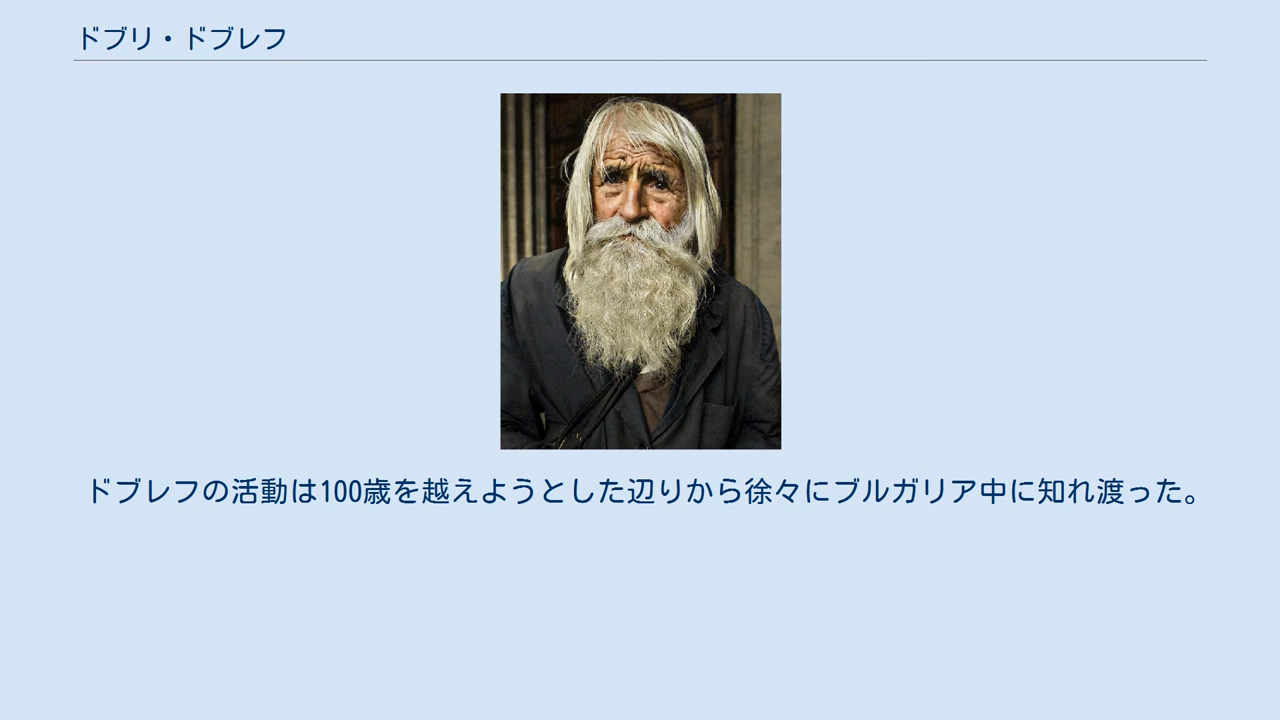 ドブリ・ドブレフ
ドブレフの活動は100歳を越えようとした辺りから徐々にブルガリア中に知れ渡った。